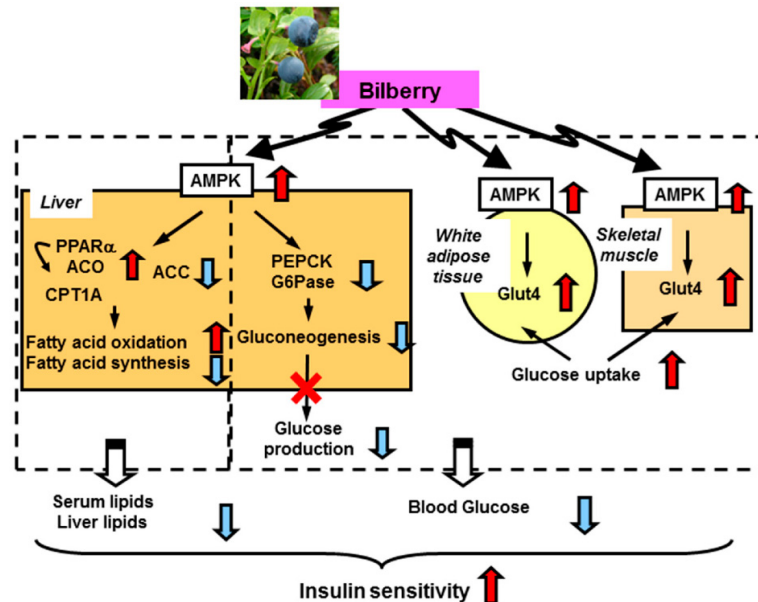 Bilberry
AMPK
Liver
PPARα
ACO
ACC
CPT1A
Fatty acid oxidation
Fatty acid synthesis
PEPCK
G6Pase
Gluconeogenesis
Glucose
production
AMPK
White
adipose
tissue
Glut4
AMPK
Skeletal
muscle
Glut4
Glucose uptake
Serum lipids
Liver lipids
Blood Glucose
Insulin sensitivity